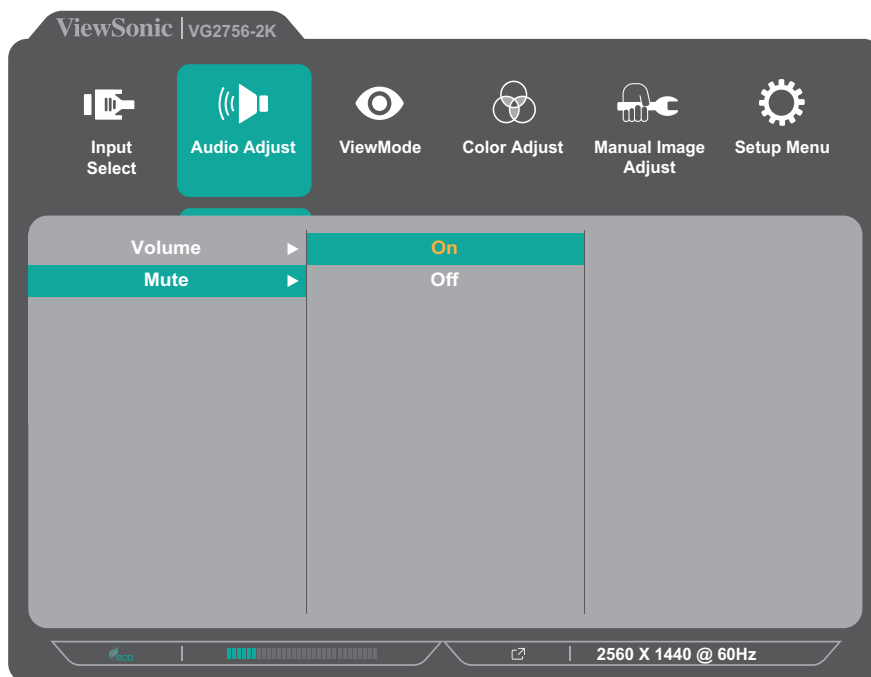 ViewSonic | VG2756-2K
Input Select
Audio Adjust
ViewMode
Color Adjust
Manual Image Adjust
Setup Menu
Volume
On
Mute
Off
eco
2560 X 1440 @ 60Hz